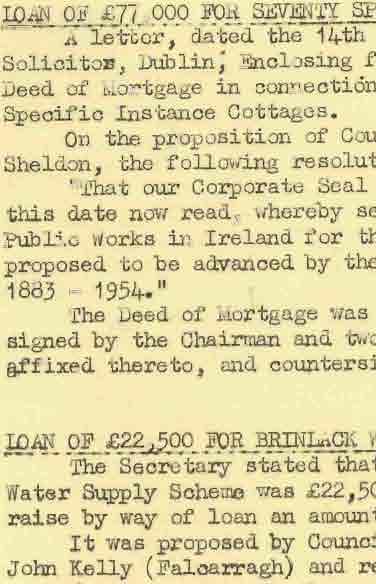 LOAN OF £77,000 FOR SEVENTY SP
A letter, dated the 14th
Solicitor, Dublin, Enclosing f
Deed of Mortgage in connection
Specific Instance Cottages.
On the proposition of Cou
Sheldon, the following resolut
"That our Corporate Seal
this date now read, whereby se
Public Works in Ireland for th
proposed to be advanced by the
1883 - 1954."
The Deed of Mortgage was
signed by the Chairman and two
affixed thereto, and countersi
LOAN OF £22,500 FOR BRINLACK W
The Secretary stated that
Water Supply Scheme was £22,50
raise by way of loan an amount
It was proposed by Counci
John Kelly (Falcarragh) and re